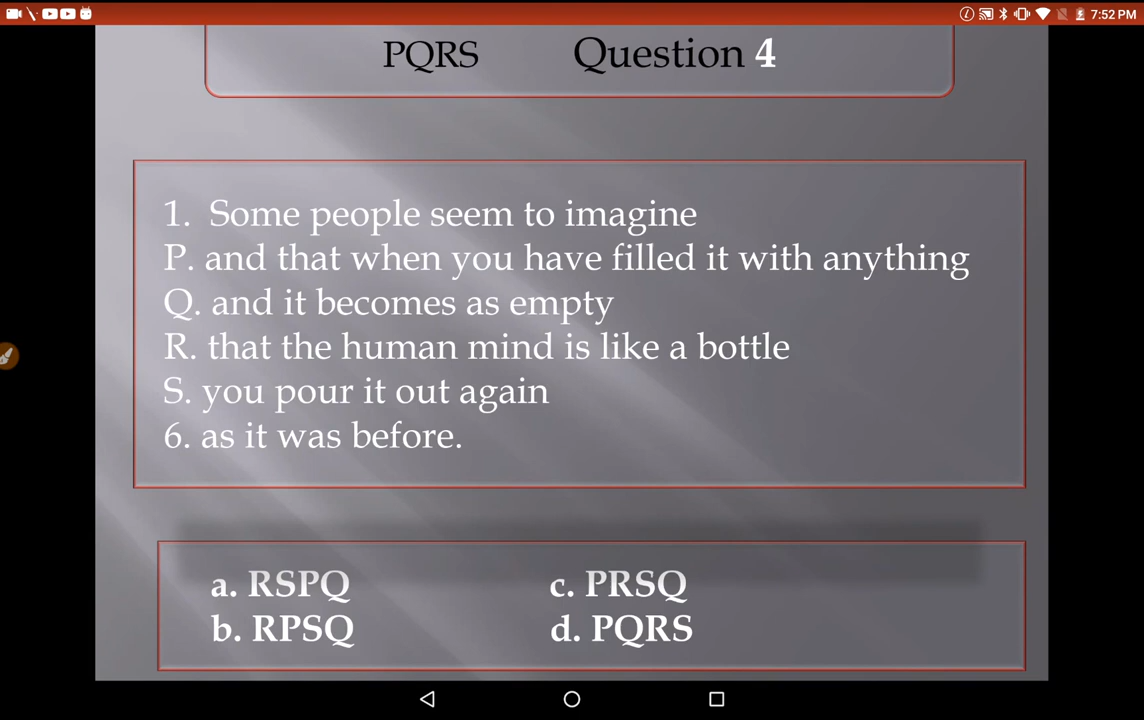 7:52 PM
PQRS Question 4
1. Some people seem to imagine
P. and that when you have filled it with anything
Q. and it becomes as empty
R. that the human mind is like a bottle
S. you pour it out again
6. as it was before.
a. RSPQ c. PRSQ
b. RPSQ d. PQRS